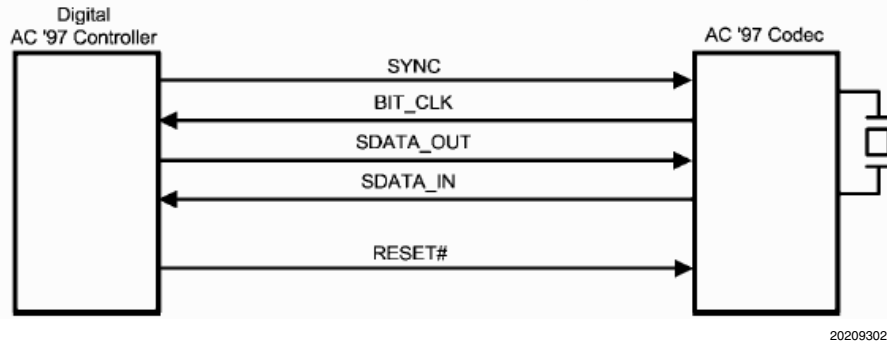 Digital
AC '97 Controller
AC '97 Codec
SYNC
BIT_CLK
SDATA_OUT
SDATA_IN
RESET#
20209302